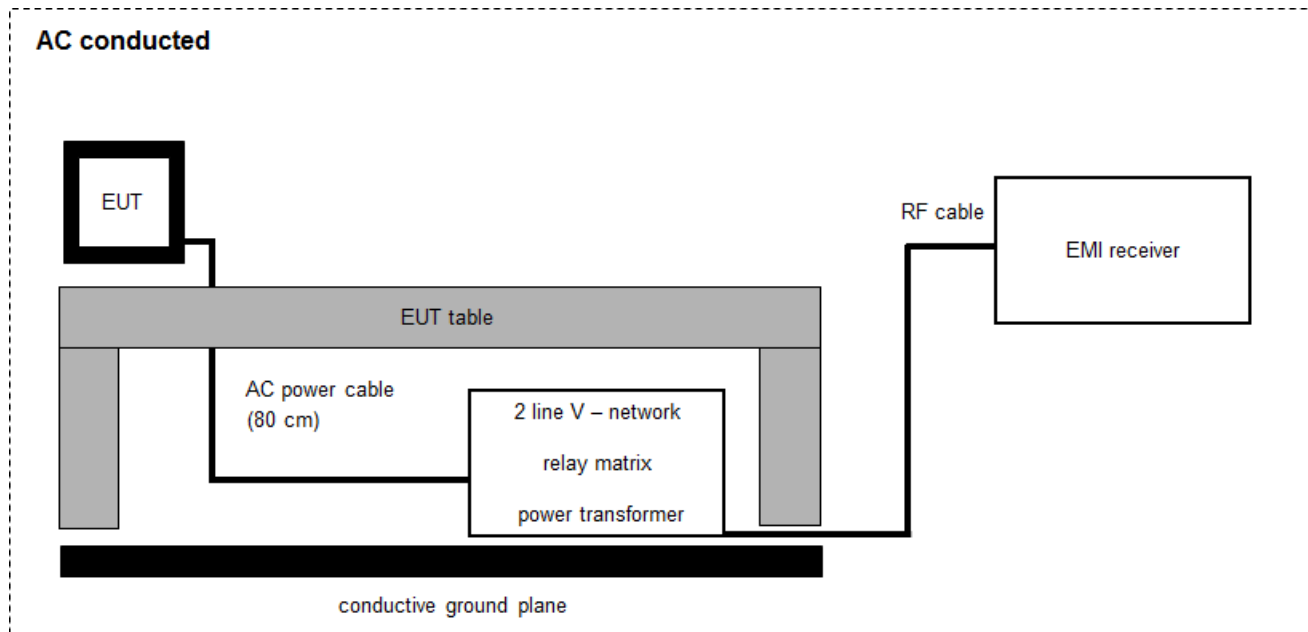 AC conducted
EUT
RF cable
EMI receiver
EUT table
AC power cable
(80 cm)
2 line V – network
relay matrix
power transformer
conductive ground plane